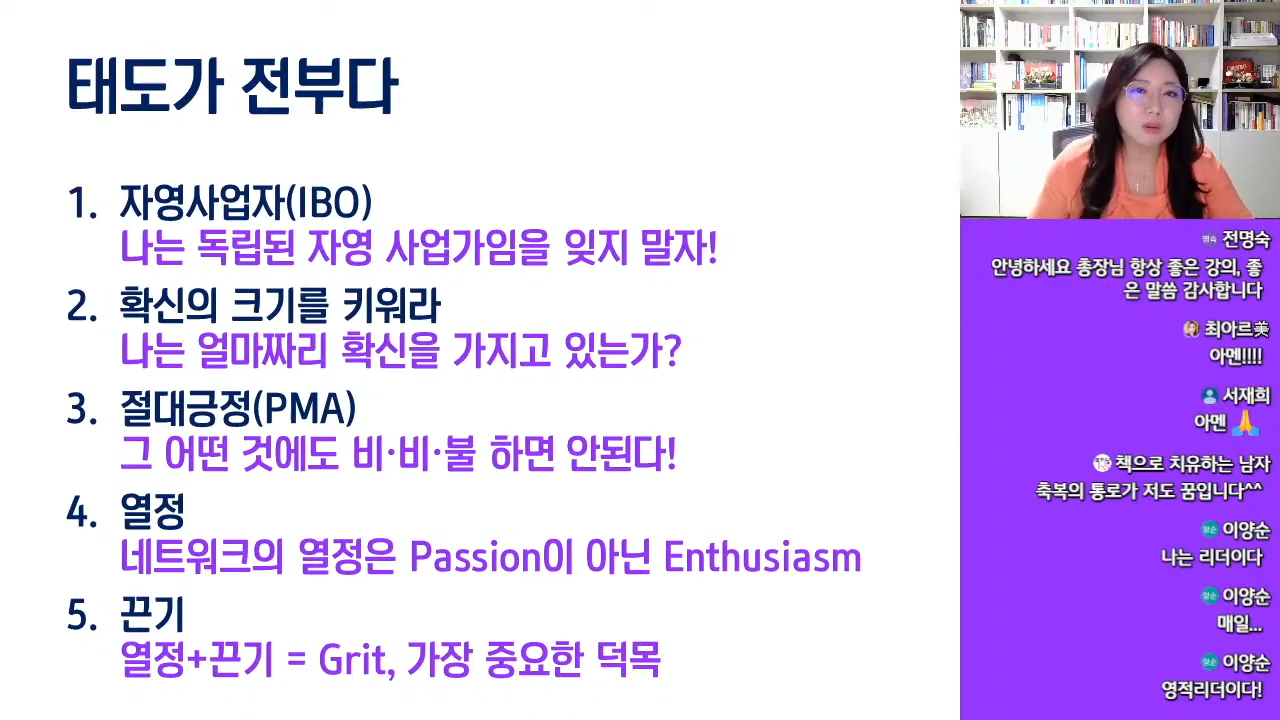 태도가 전부다
1. 자영사업자(IBO)
나는 독립된 자영 사업가임을 잊지 말자!
2. 확신의 크기를 키워라
나는 얼마짜리 확신을 가지고 있는가?
3. 절대긍정(PMA)
그 어떤 것에도 비·비·불 하면 안된다!
4. 열정
네트워크의 열정은 Passion이 아닌 Enthusiasm
5. 끈기
열정+끈기 = Grit, 가장 중요한 덕목
명숙 전명숙
안녕하세요 총장님 항상 좋은 강의, 좋
은 말씀 감사합니다
최아르美
아멘!!!!
서재희
아멘 🙏
책으로 치유하는 남자
축복의 통로가 저도 꿈입니다^^
양순 이양순
나는 리더이다
양순 이양순
매일...
양순 이양순
영적리더이다!